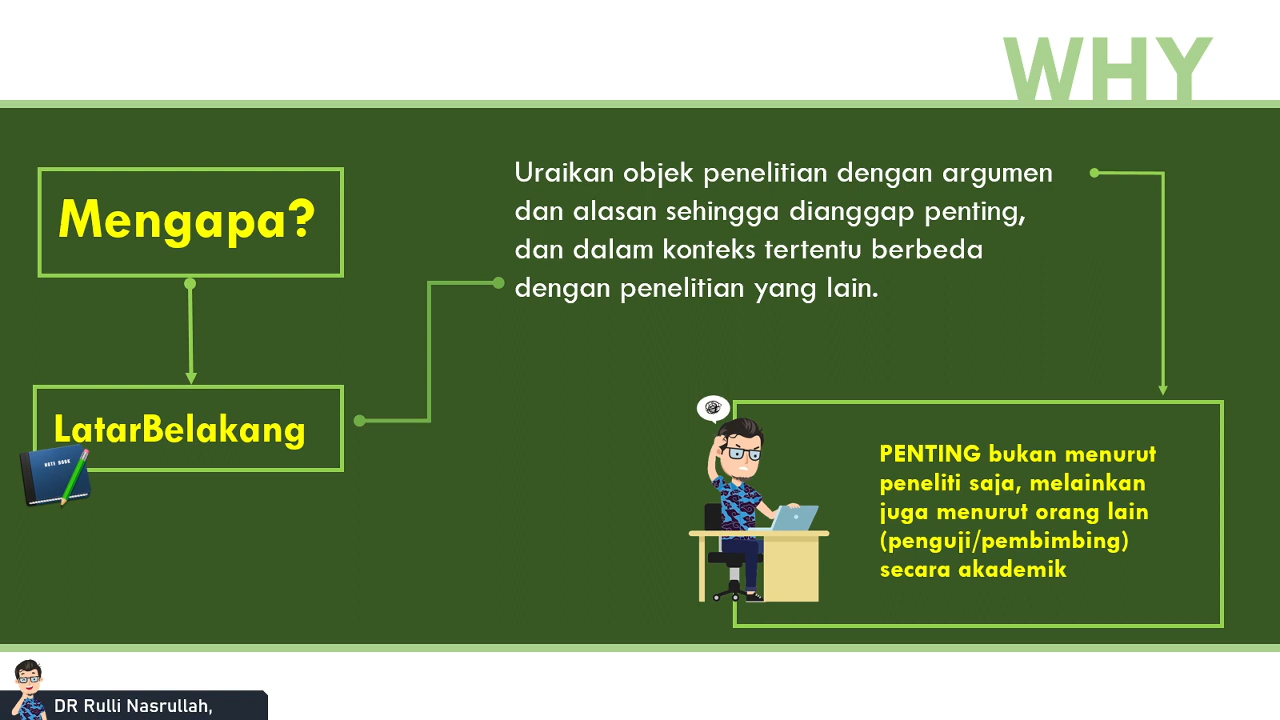 WHY
Mengapa?
Uraikan objek penelitian dengan argumen
dan alasan sehingga dianggap penting,
dan dalam konteks tertentu berbeda
dengan penelitian yang lain.
LatarBelakang
NOTE BOOK
PENTING bukan menurut
peneliti saja, melainkan
juga menurut orang lain
(penguji/pembimbing)
secara akademik
DR Rulli Nasrullah,